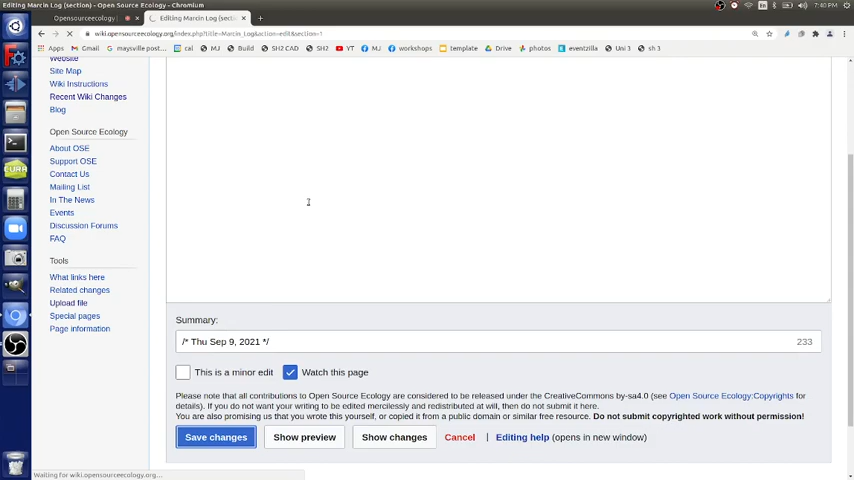 Editing Marcin Log (section) - Open Source Ecology - Chromium
En
7:40 PM
Opensourceecology
Editing Marcin Log (secti
wiki.opensourceecology.org/index.php?title=Marcin_Log&action=edit&section=1
Apps
Gmail
maysville post...
cal
MJ
Build
SH2 CAD
SH2
YT
MJ
workshops
template
Drive
photos
eventzilla
Uni 3
sh 3
Website
Site Map
Wiki Instructions
Recent Wiki Changes
Blog
Open Source Ecology
About OSE
Support OSE
Contact Us
Mailing List
In The News
Events
Discussion Forums
FAQ
Tools
What links here
Related changes
Upload file
Special pages
Page information
CURA
Summary:
/* Thu Sep 9, 2021 */
233
This is a minor edit
Watch this page
Please note that all contributions to Open Source Ecology are considered to be released under the CreativeCommons by-sa4.0 (see Open Source Ecology:Copyrights for
details). If you do not want your writing to be edited mercilessly and redistributed at will, then do not submit it here.
You are also promising us that you wrote this yourself, or copied it from a public domain or similar free resource. Do not submit copyrighted work without permission!
Save changes
Show preview
Show changes
Cancel
| Editing help (opens in new window)
Waiting for wiki.opensourceecology.org...